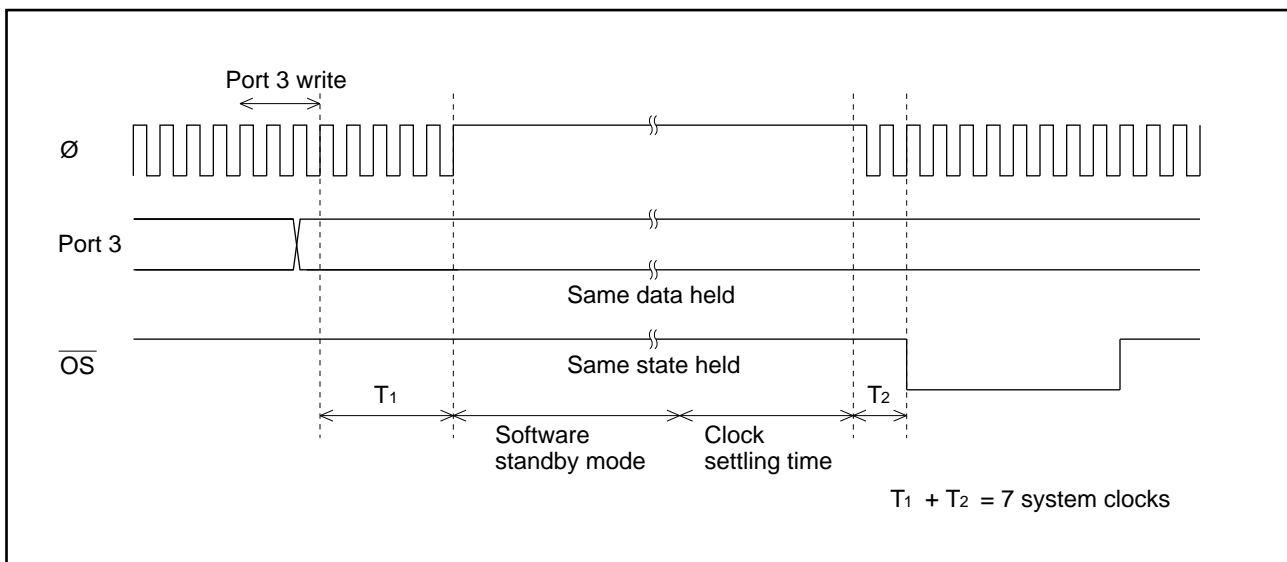 Port 3 write
Ø
Port 3
Same data held
OS
Same state held
T1
T2
Software
standby mode
Clock
settling time
T1 + T2 = 7 system clocks